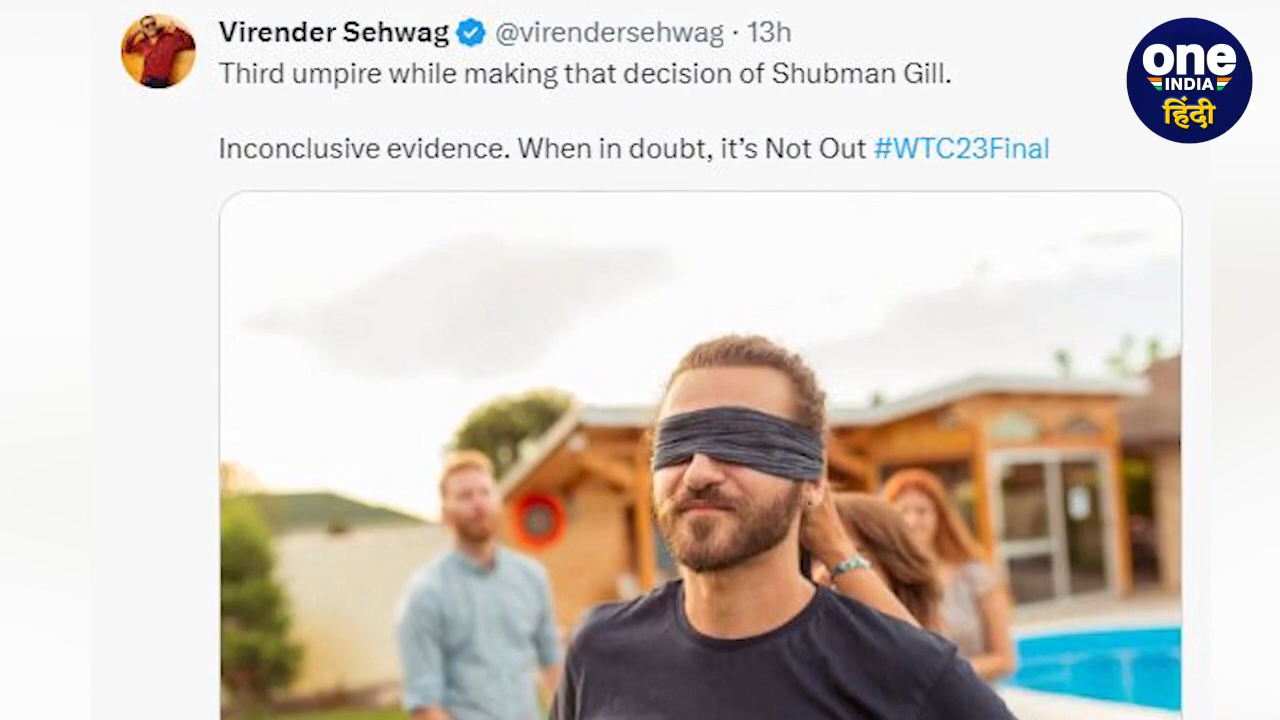 Virender Sehwag @virendersehwag · 13h
Third umpire while making that decision of Shubman Gill.
Inconclusive evidence. When in doubt, it’s Not Out #WTC23Final
one
INDIA
हिंदी